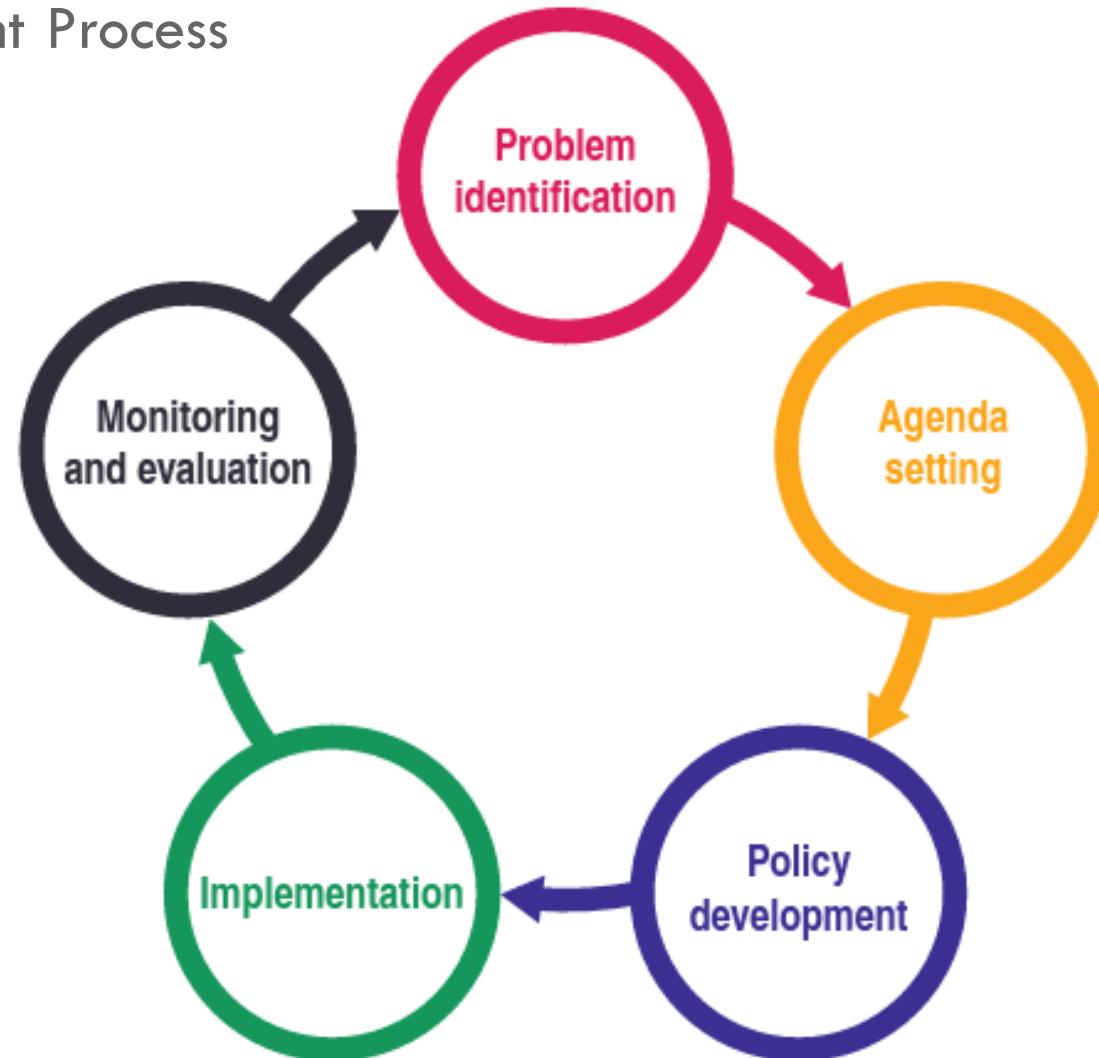 nt Process
Problem
identification
Agenda
setting
Policy
development
Implementation
Monitoring
and evaluation